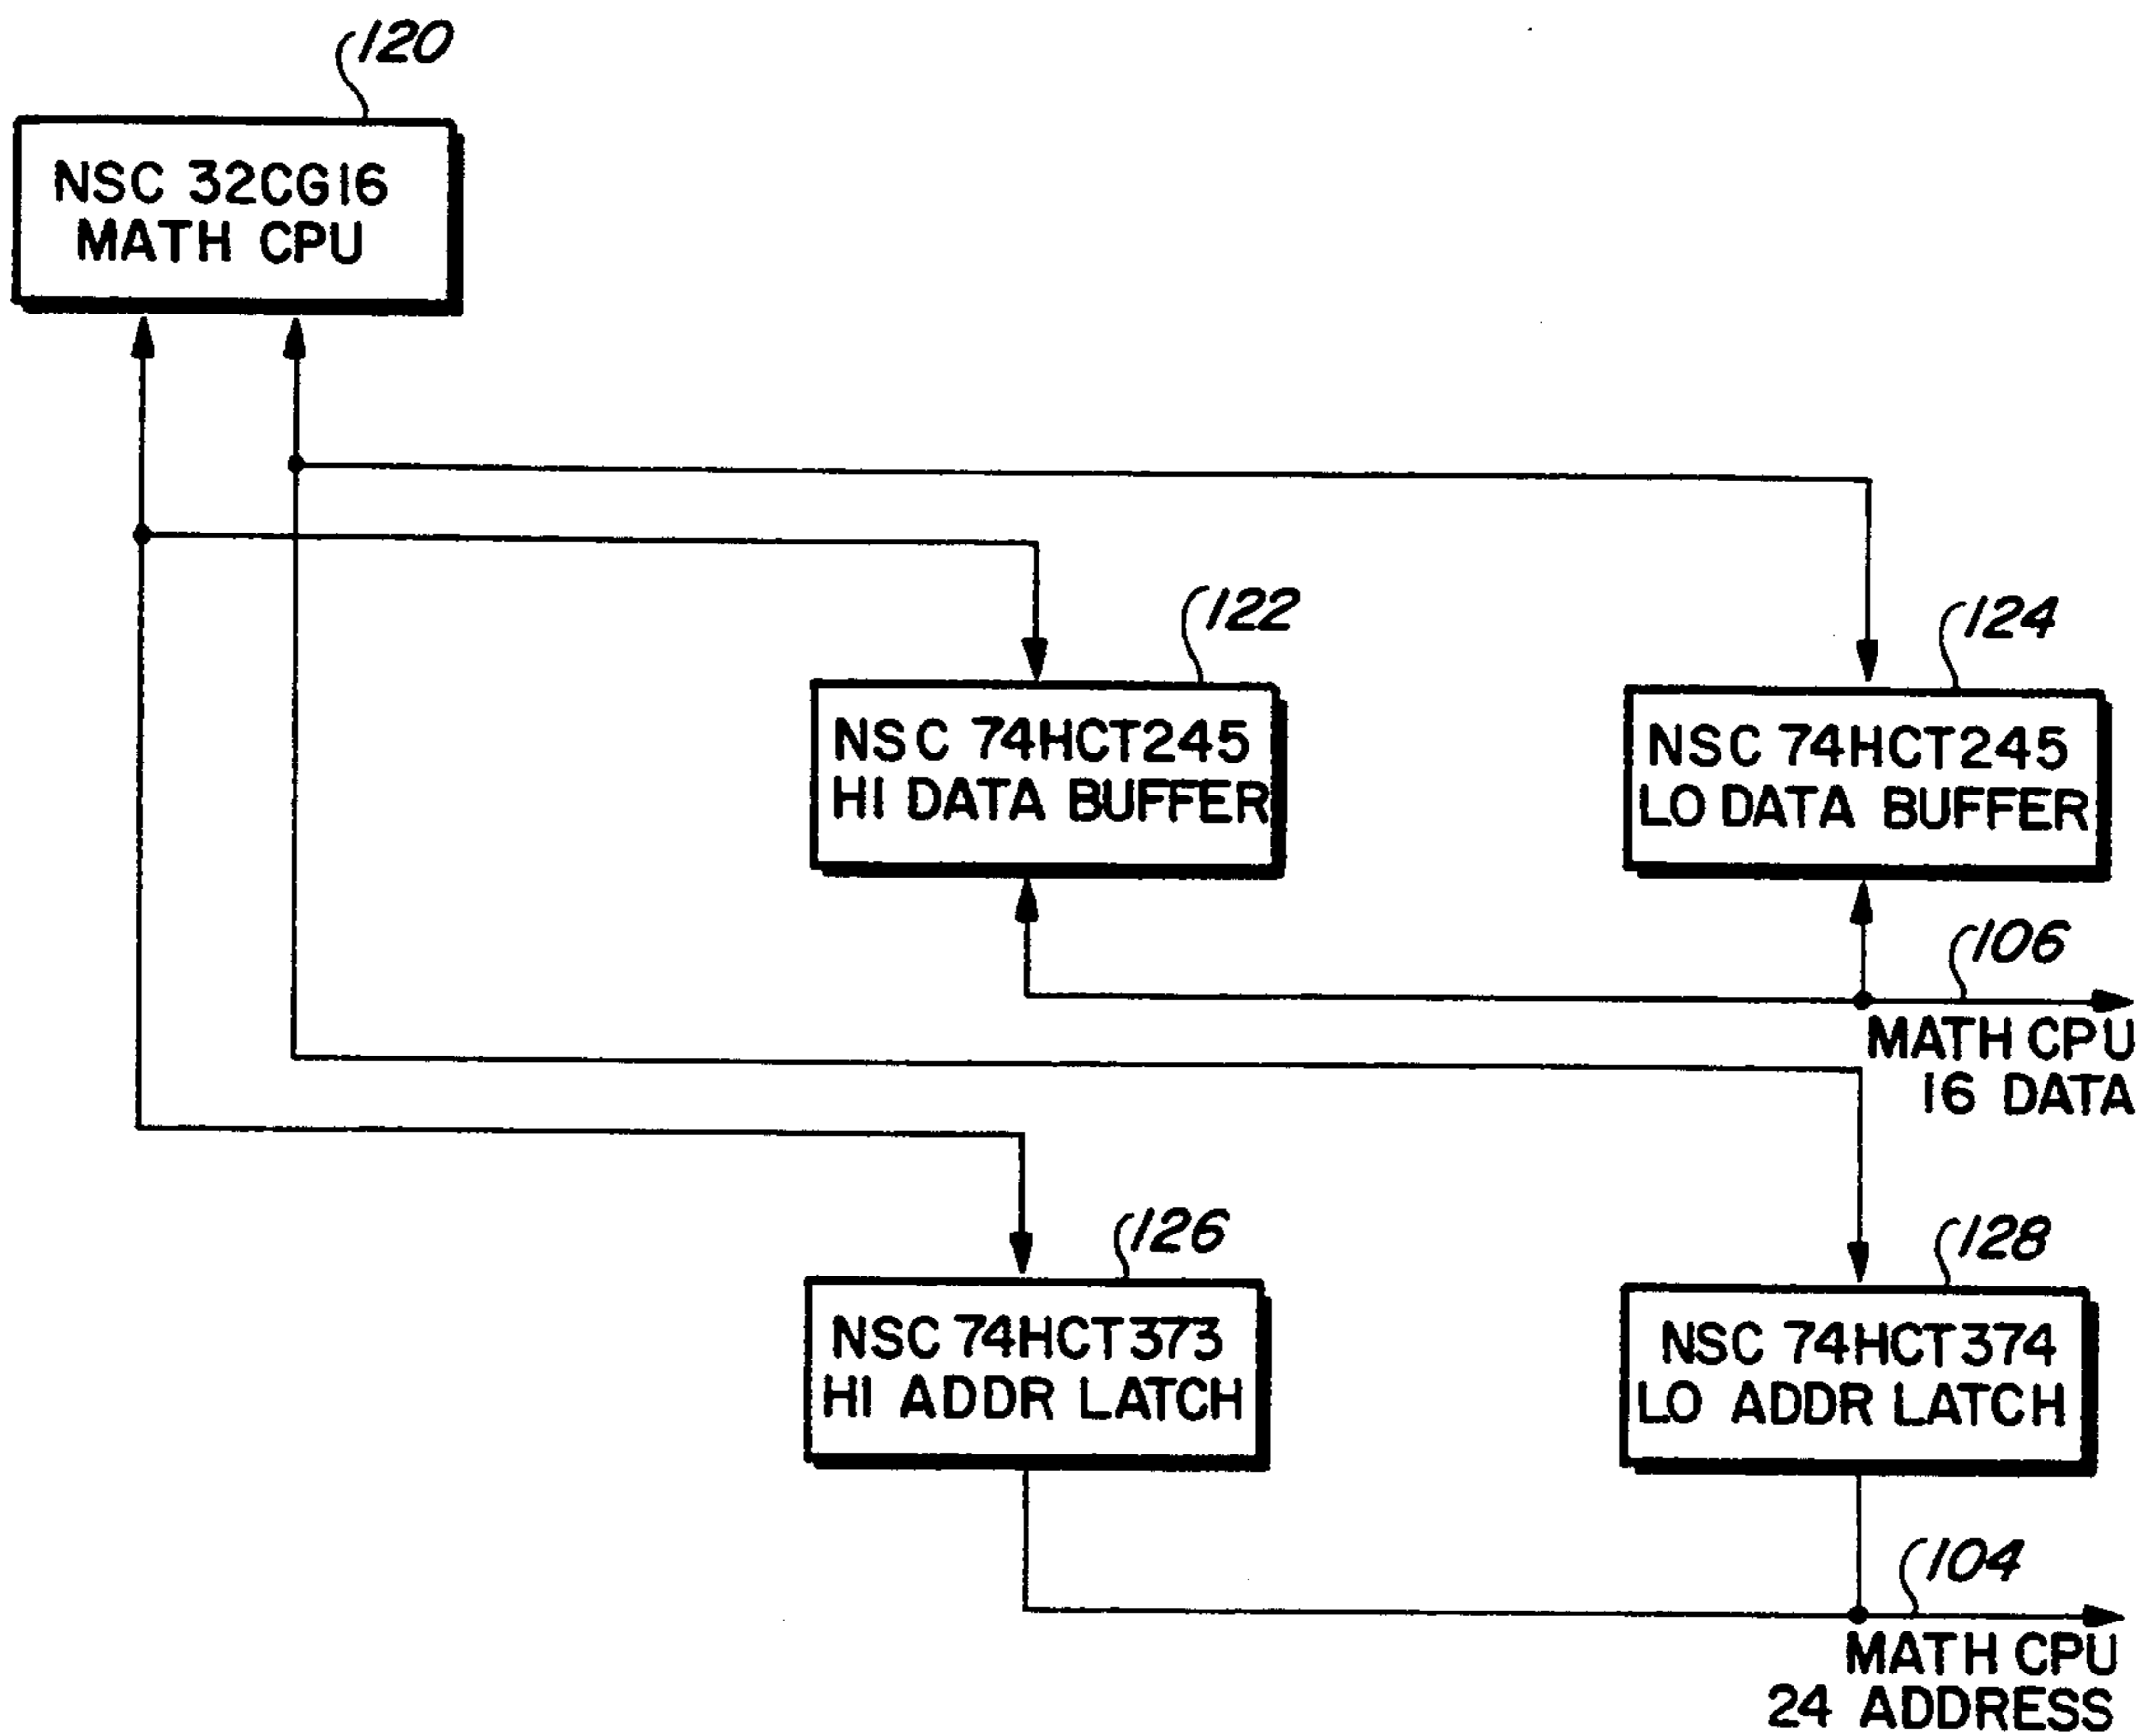 120
NSC 32CG16
MATH CPU
122
NSC 74HCT245
HI DATA BUFFER
124
NSC 74HCT245
LO DATA BUFFER
106
MATH CPU
16 DATA
126
NSC 74HCT373
HI ADDR LATCH
128
NSC 74HCT374
LO ADDR LATCH
104
MATH CPU
24 ADDRESS